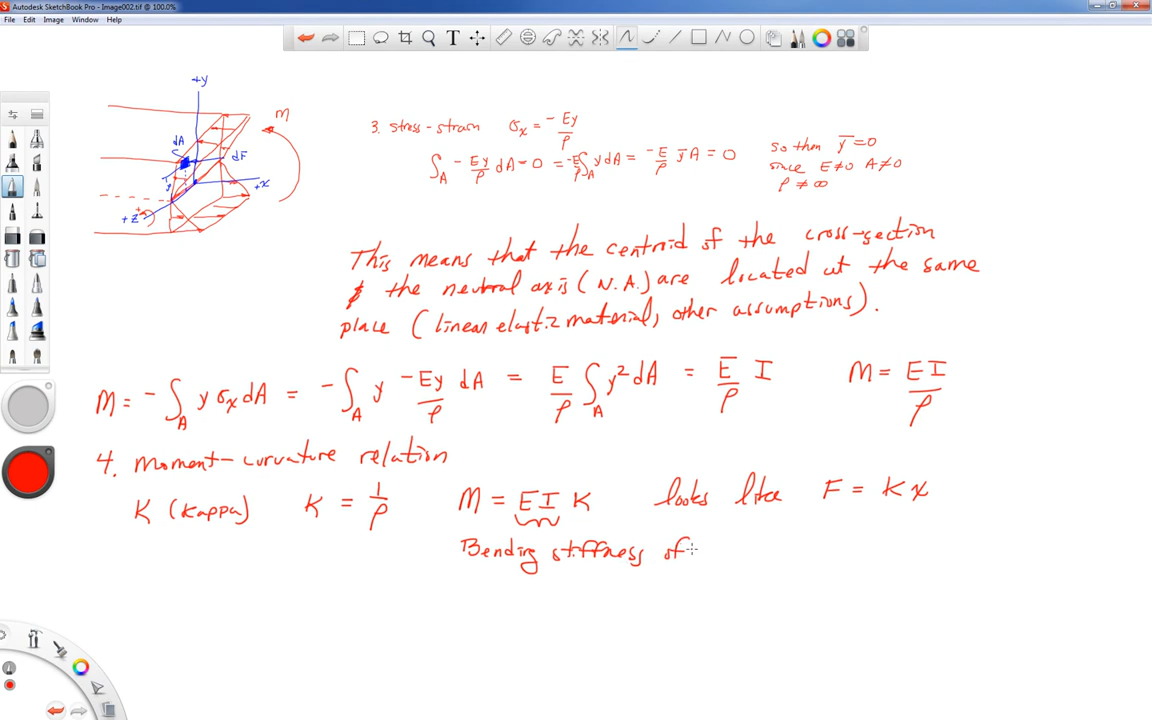 Autodesk SketchBook Pro - Image002.tif @ 100.0%
File Edit Image Window Help
+y
M
dA
dF
y
+x
+z
3. stress-strain σx = -Ey/ρ
∫A -Ey/ρ dA = 0 = -E/ρ ∫A y dA = -E/ρ ȳA = 0
so then ȳ=0
since E≠0 A≠0
ρ≠∞
This means that the centroid of the cross-section
& the neutral axis (N.A.) are located at the same
place (linear elastic material, other assumptions).
M = -∫A y σx dA = -∫A y -Ey/ρ dA = E/ρ ∫A y² dA = E/ρ I M = EI/ρ
4. moment-curvature relation
K (kappa) K = 1/ρ M = EI K looks like F = K x
Bending stiffness of